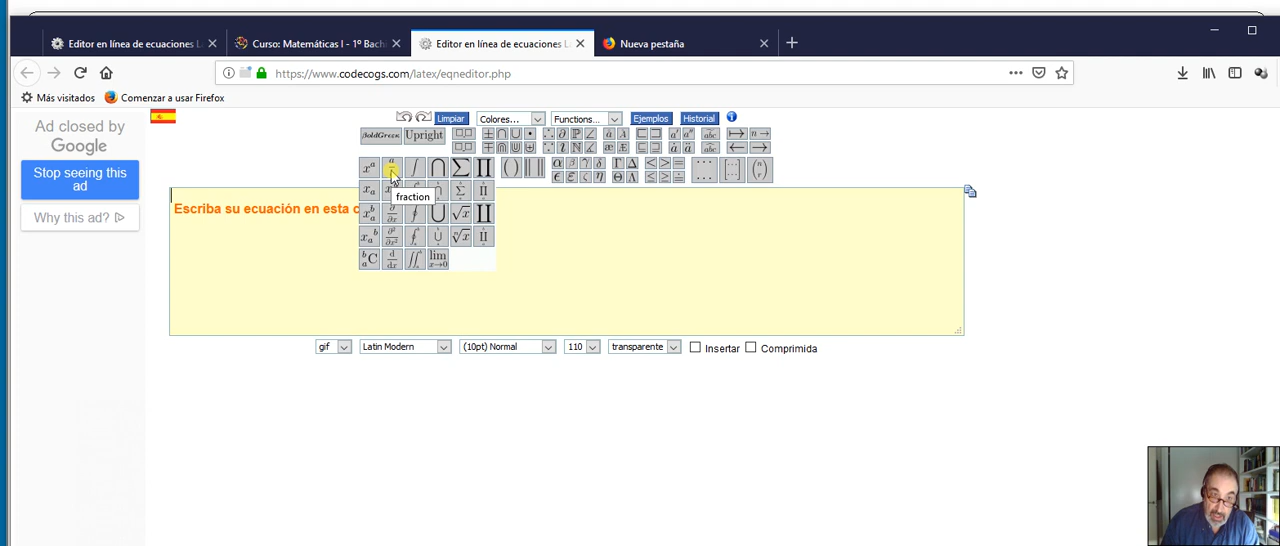 Editor en línea de ecuaciones L
Curso: Matemáticas I - 1º Bach
Editor en línea de ecuaciones L
Nueva pestaña
https://www.codecogs.com/latex/eqneditor.php
Más visitados
Comenzar a usar Firefox
Ad closed by
Google
Stop seeing this
ad
Why this ad?
Limpiar
Colores...
Functions...
Ejemplos
Historial
BoldGreek
Upright
fraction
Escriba su ecuación en esta c
gif
Latin Modern
(10pt) Normal
110
transparente
Insertar
Comprimida